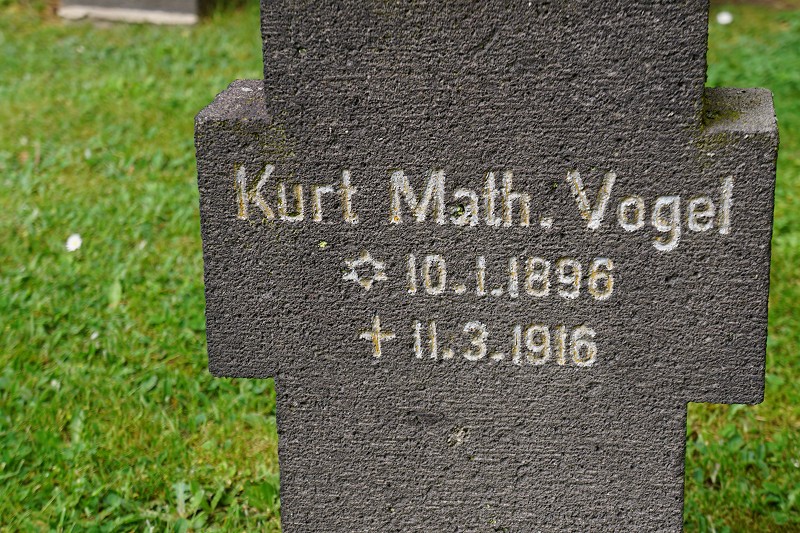 Kurt Math. Vogel
✡ 10.1.1896
✝ 11.3.1916